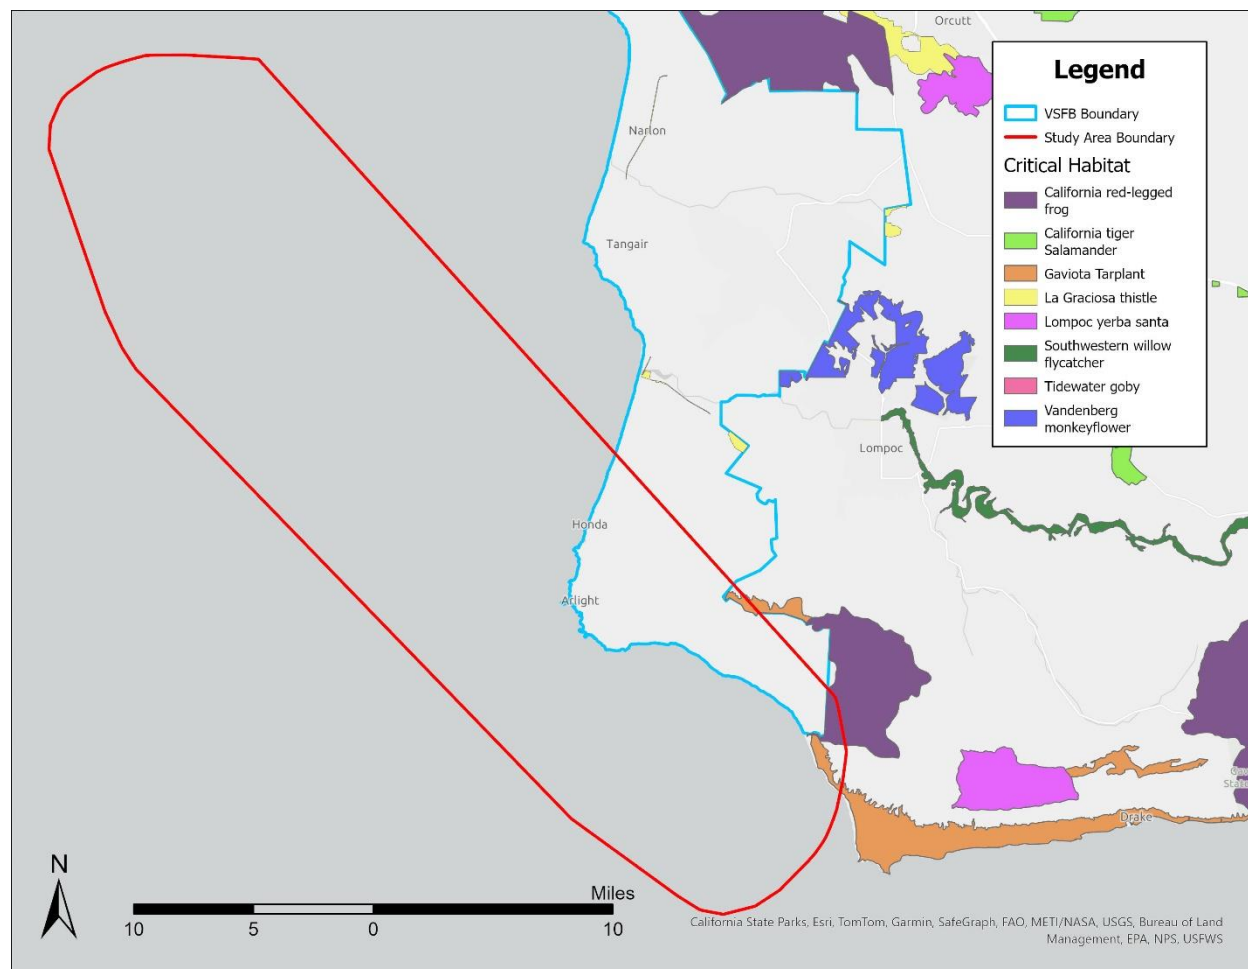 Orcutt
Narlon
Tangair
Lompoc
Honda
Arlight
Drake
Legend
VSFB Boundary
Study Area Boundary
Critical Habitat
California red-legged
frog
California tiger
Salamander
Gaviota Tarplant
La Graciosa thistle
Lompoc yerba santa
Southwestern willow
flycatcher
Tidewater goby
Vandenberg
monkeyflower
N
Miles
10 5 0 10
California State Parks, Esri, TomTom, Garmin, SafeGraph, FAO, METI/NASA, USGS, Bureau of Land
Management, EPA, NPS, USFWS